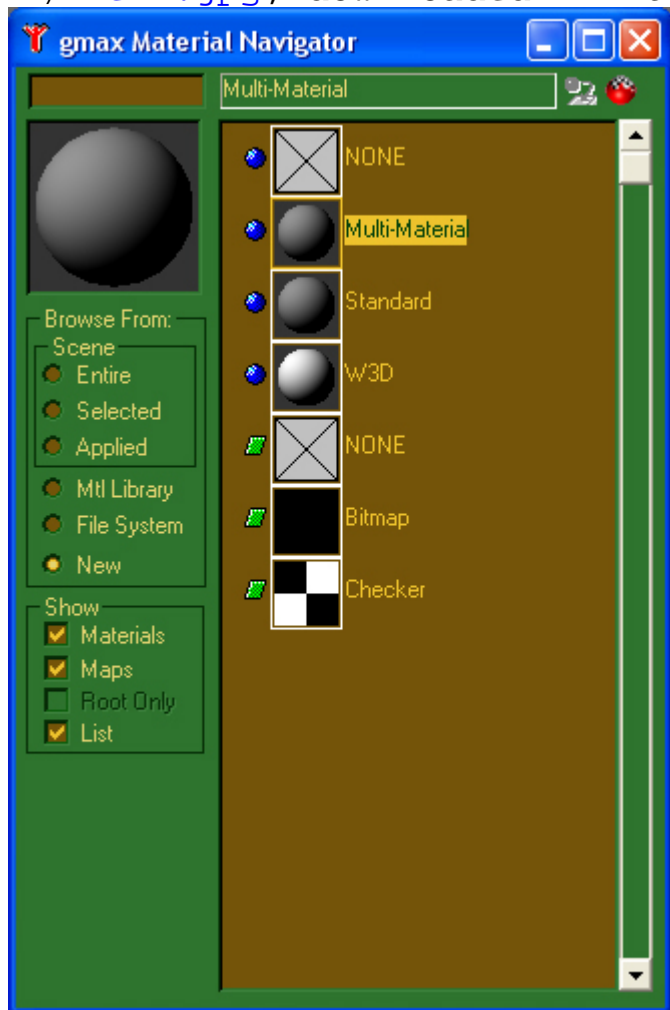 gmax Material Navigator
Multi-Material
NONE
Multi-Material
Standard
W3D
NONE
Bitmap
Checker
Browse From:
Scene
Entire
Selected
Applied
Mtl Library
File System
New
Show
Materials
Maps
Root Only
List